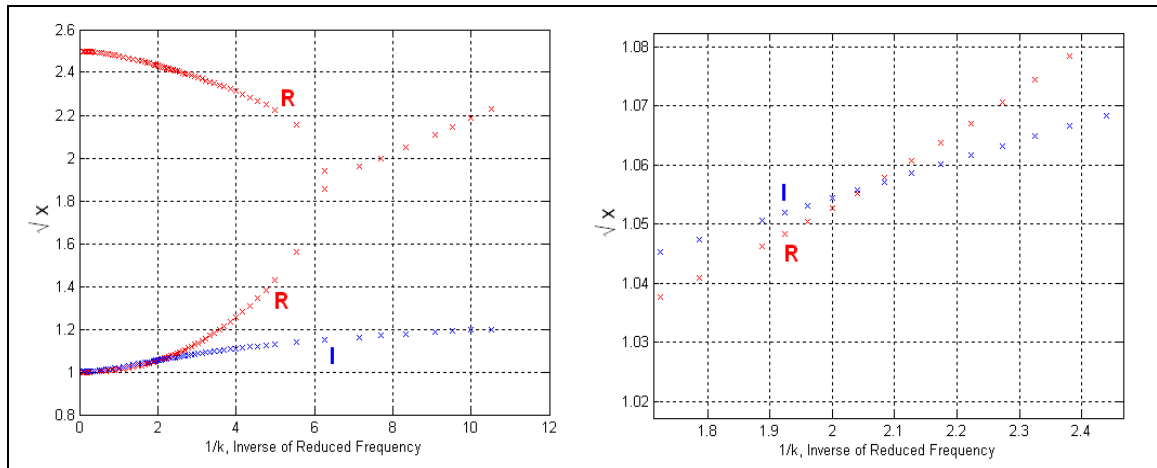 2.6
2.4
2.2
2
1.8
1.6
1.4
1.2
1
0.8
√ x
R
R
I
0 2 4 6 8 10 12
1/k, Inverse of Reduced Frequency
1.08
1.07
1.06
1.05
1.04
1.03
1.02
√ x
I
R
1.8 1.9 2 2.1 2.2 2.3 2.4
1/k, Inverse of Reduced Frequency